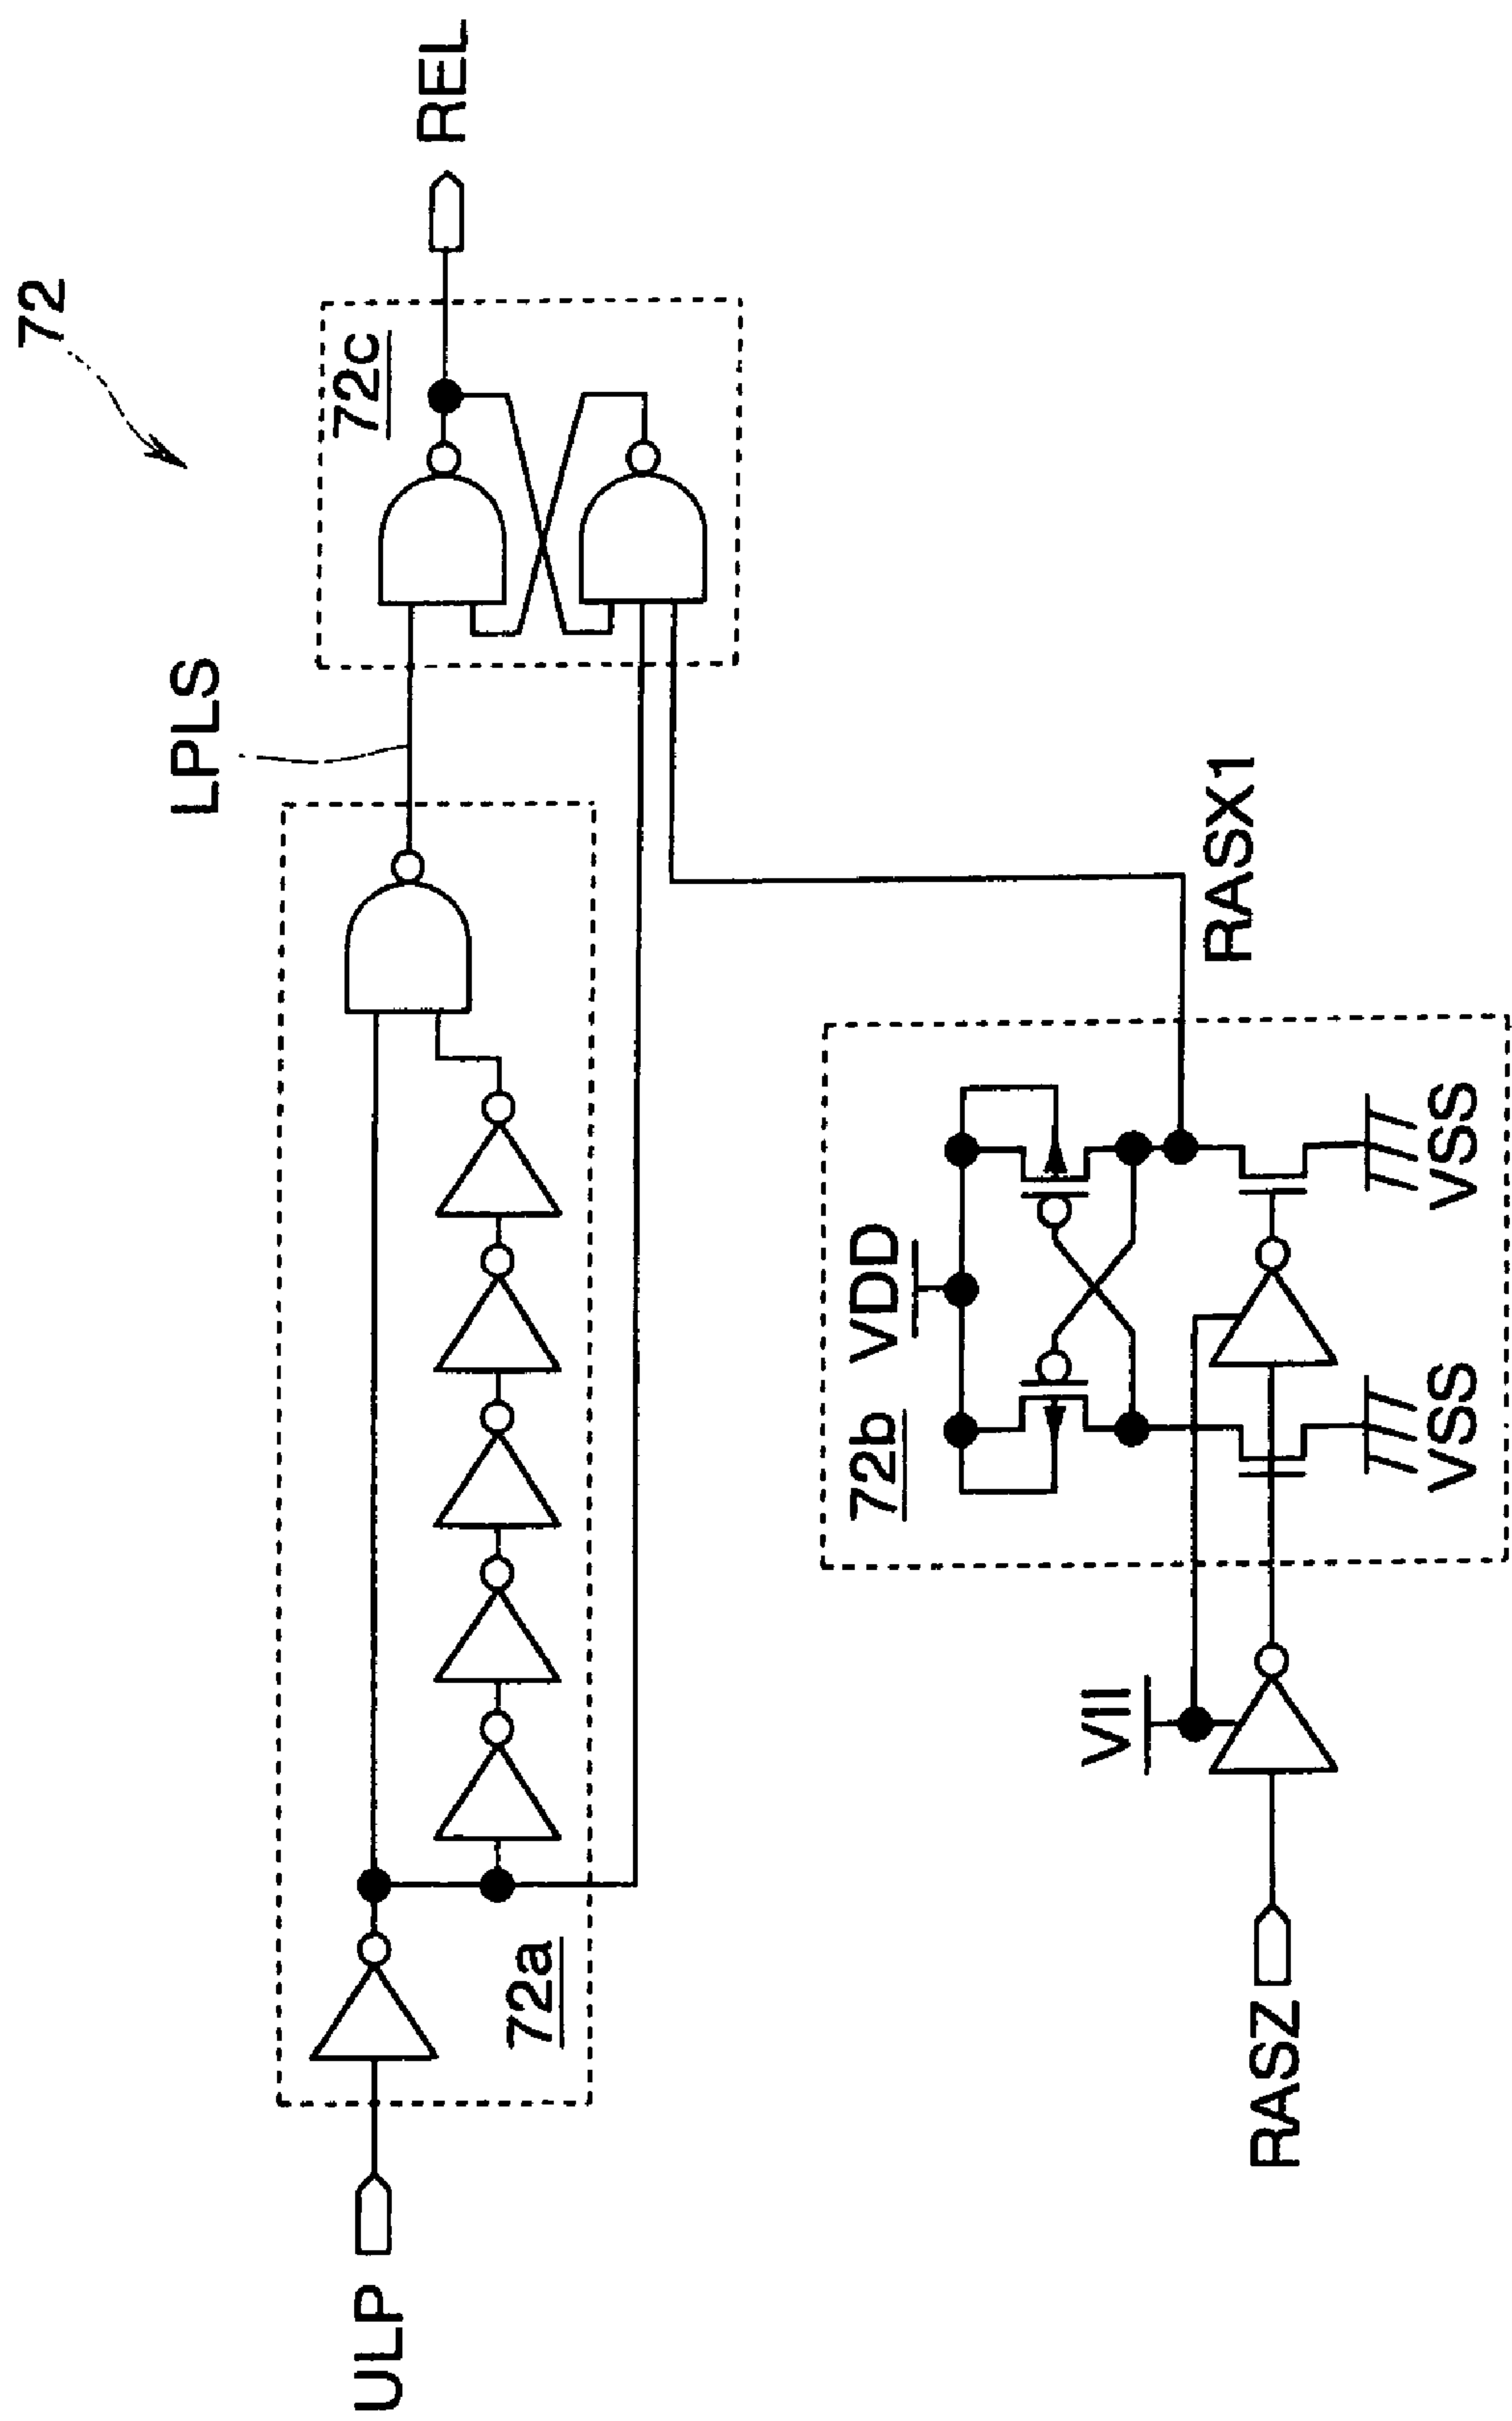 72
ULP
72a
LPLS
72c
REL
RASZ
VII
72b
VDD
VSS
VSS
RASX1